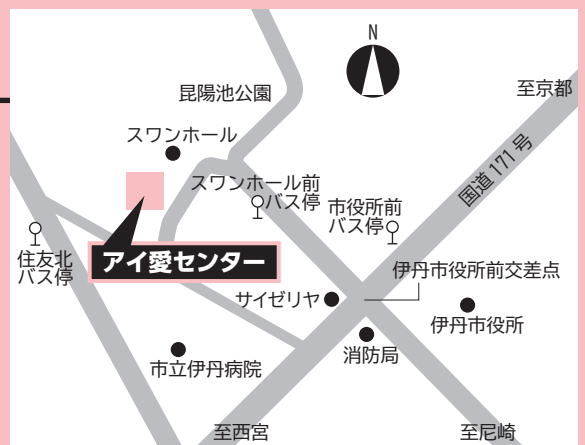 N
至京都
昆陽池公園
スワンホール
国道171号
スワンホール前
バス停
市役所前
バス停
住友北
バス停
アイ愛センター
伊丹市役所前交差点
サイゼリヤ
伊丹市役所
消防局
市立伊丹病院
至西宮
至尼崎